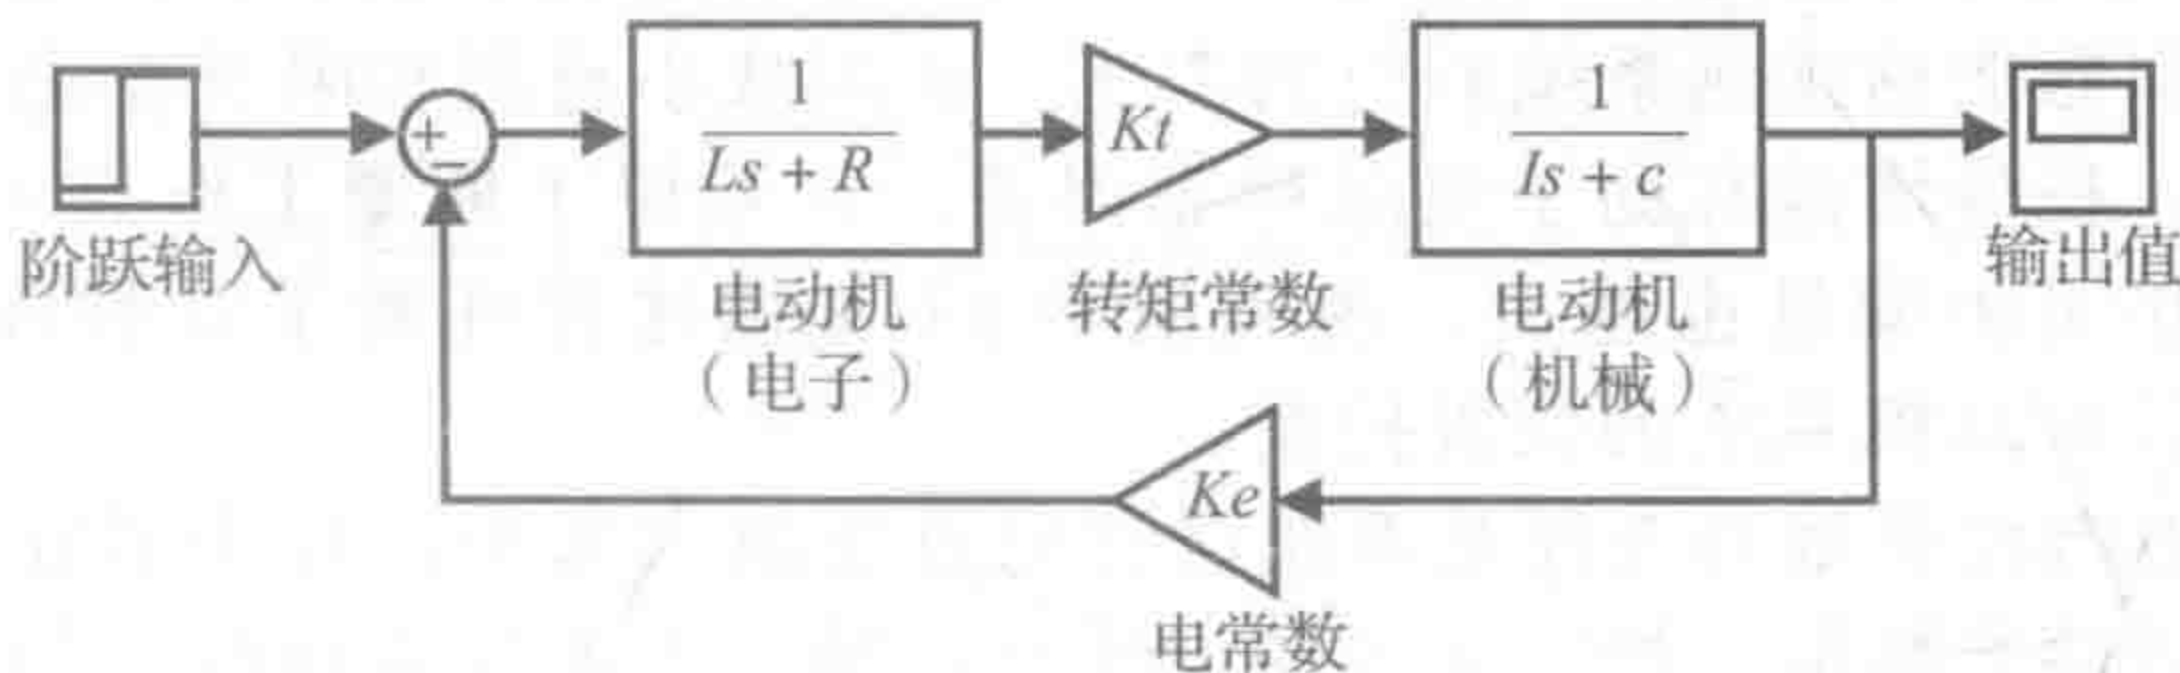 +
−
1
Ls + R
Kt
1
Is + c
阶跃输入
电动机
（电子）
转矩常数
电动机
（机械）
输出值
Ke
电常数